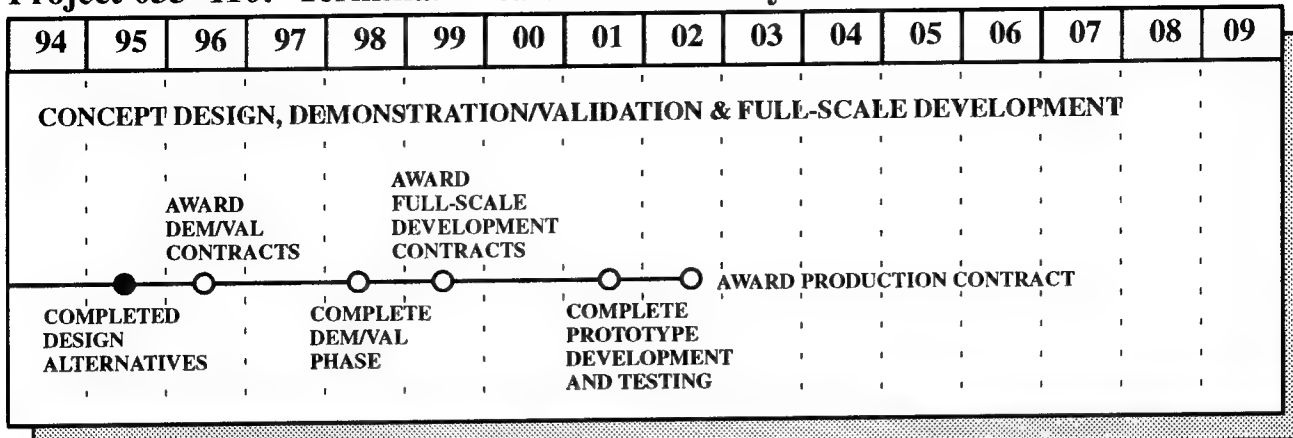 94 95 96 97 98 99 00 01 02 03 04 05 06 07 08 09
CONCEPT DESIGN, DEMONSTRATION/VALIDATION & FULL-SCALE DEVELOPMENT
AWARD
DEM/VAL
CONTRACTS
AWARD
FULL-SCALE
DEVELOPMENT
CONTRACTS
AWARD PRODUCTION CONTRACT
COMPLETED
DESIGN
ALTERNATIVES
COMPLETE
DEM/VAL
PHASE
COMPLETE
PROTOTYPE
DEVELOPMENT
AND TESTING